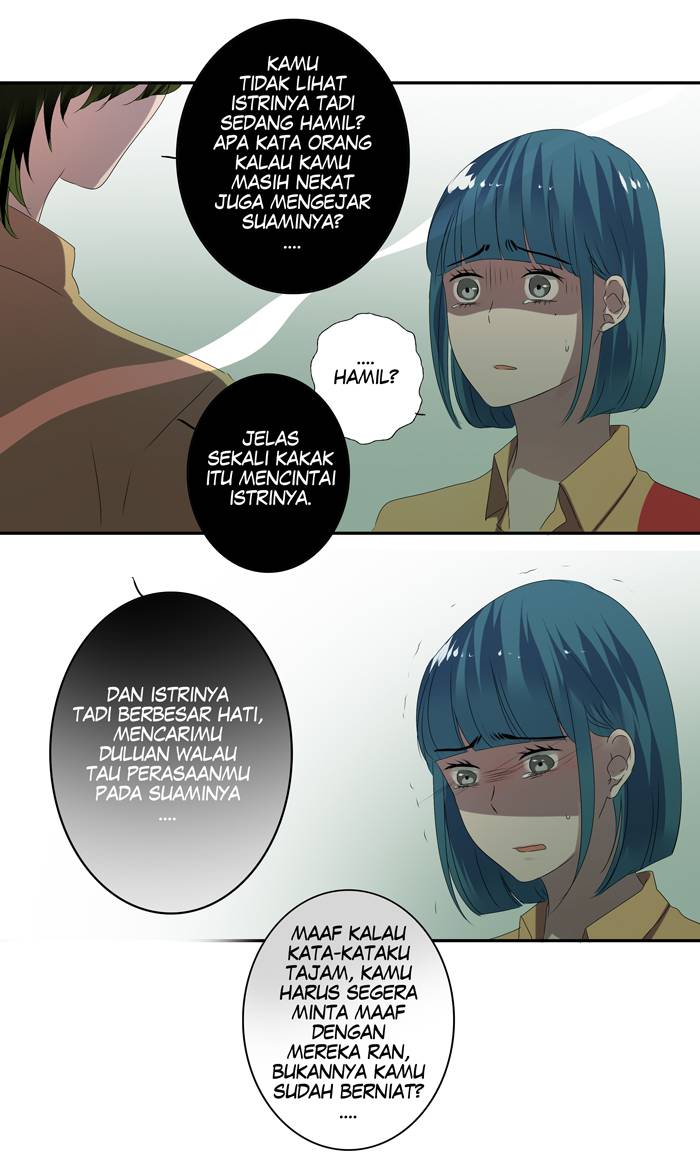 KAMU
TIDAK LIHAT
ISTRINYA TADI
SEDANG HAMIL?
APA KATA ORANG
KALAU KAMU
MASIH NEKAT
JUGA MENGEJAR
SUAMINYA?
....
....
HAMIL?
JELAS
SEKALI KAKAK
ITU MENCINTAI
ISTRINYA.
DAN ISTRINYA
TADI BERBESAR HATI,
MENCARIMU
DULUAN WALAU
TAU PERASAANMU
PADA SUAMINYA
....
MAAF KALAU
KATA-KATAKU
TAJAM, KAMU
HARUS SEGERA
MINTA MAAF
DENGAN
MEREKA RAN,
BUKANNYA KAMU
SUDAH BERNIAT?
....